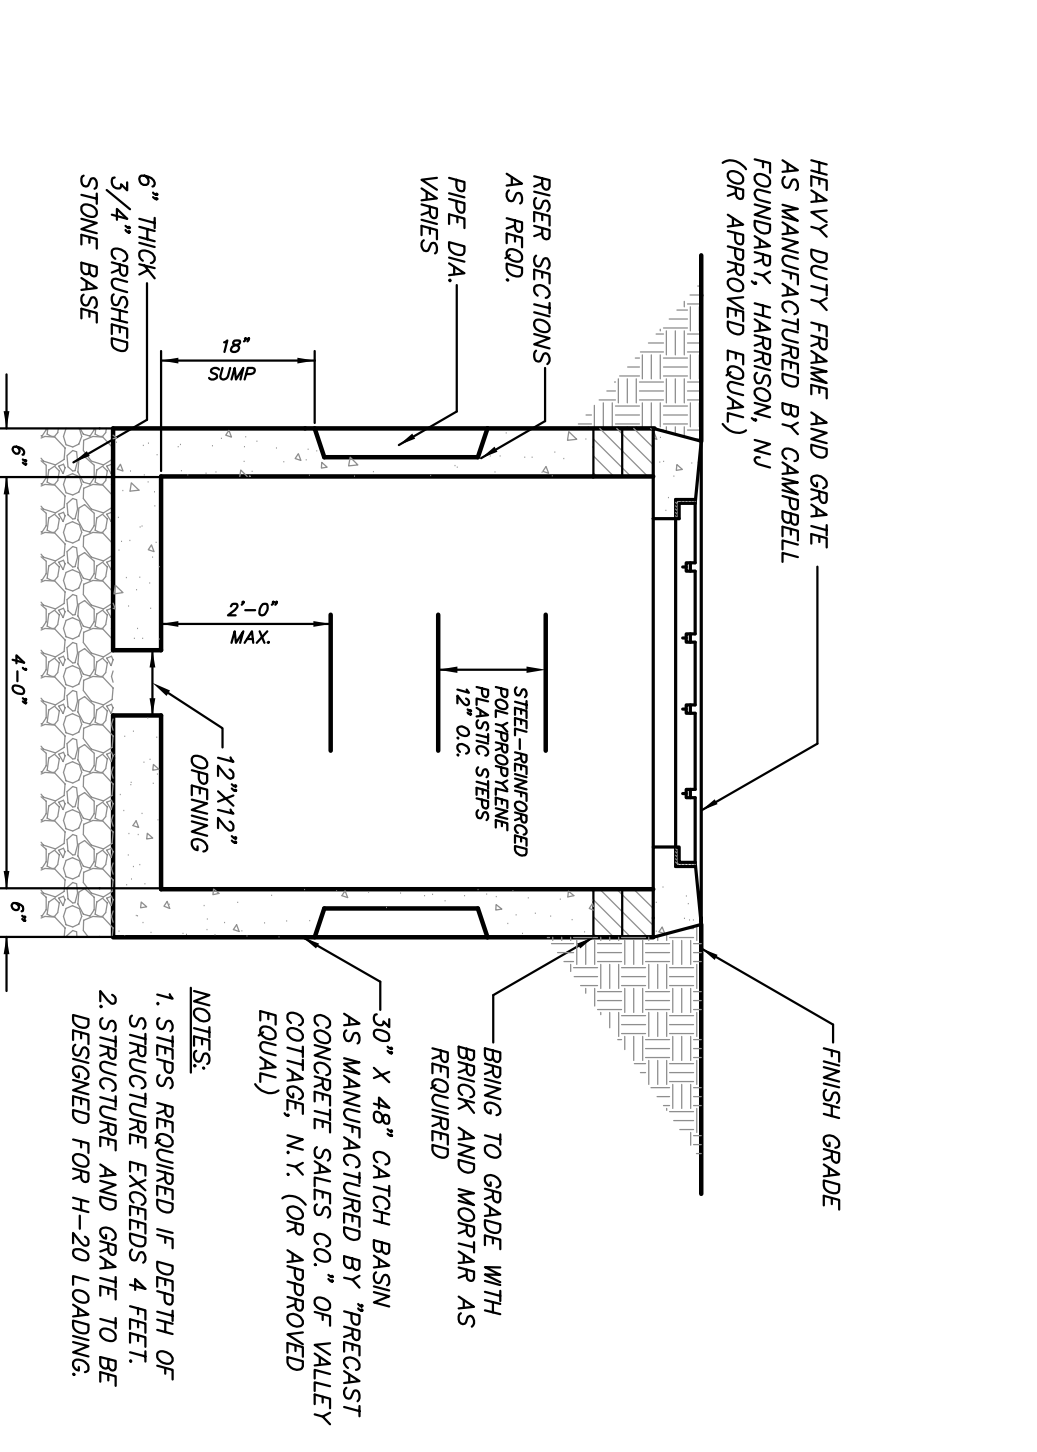 HEAVY DUTY FRAME AND GRATE
AS MANUFACTURED BY CAMPBELL
FOUNDARY, HARRISON, NJ
(OR APPROVED EQUAL)
FINISH GRADE
RISER SECTIONS
AS REQD.
PIPE DIA.
VARIES
STEEL-REINFORCED
POLYPROPYLENE
PLASTIC STEPS
12" O.C.
BRING TO GRADE WITH
BRICK AND MORTAR AS
REQUIRED
18"
SUMP
2'-0"
MAX.
12"X12"
OPENING
30" X 48" CATCH BASIN
AS MANUFACTURED BY "PRECAST
CONCRETE SALES CO." OF VALLEY
COTTAGE, N.Y. (OR APPROVED
EQUAL)
6" THICK
3/4" CRUSHED
STONE BASE
6"
4'-0"
6"
NOTES:
1. STEPS REQUIRED IF DEPTH OF
STRUCTURE EXCEEDS 4 FEET.
2. STRUCTURE AND GRATE TO BE
DESIGNED FOR H-20 LOADING.